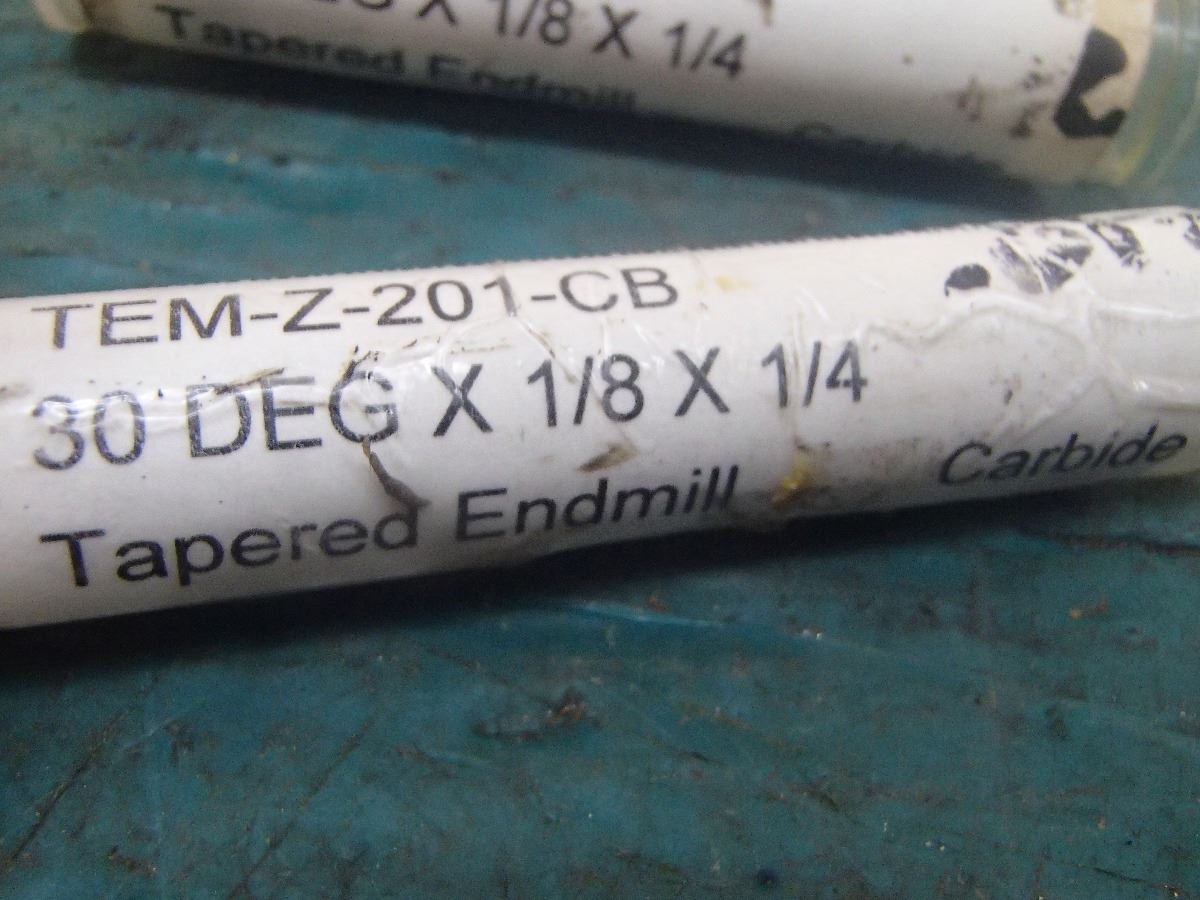 X 1/8 X 1/4
Tapered Endmill
TEM-Z-201-CB
30 DEG X 1/8 X 1/4
Tapered Endmill Carbide